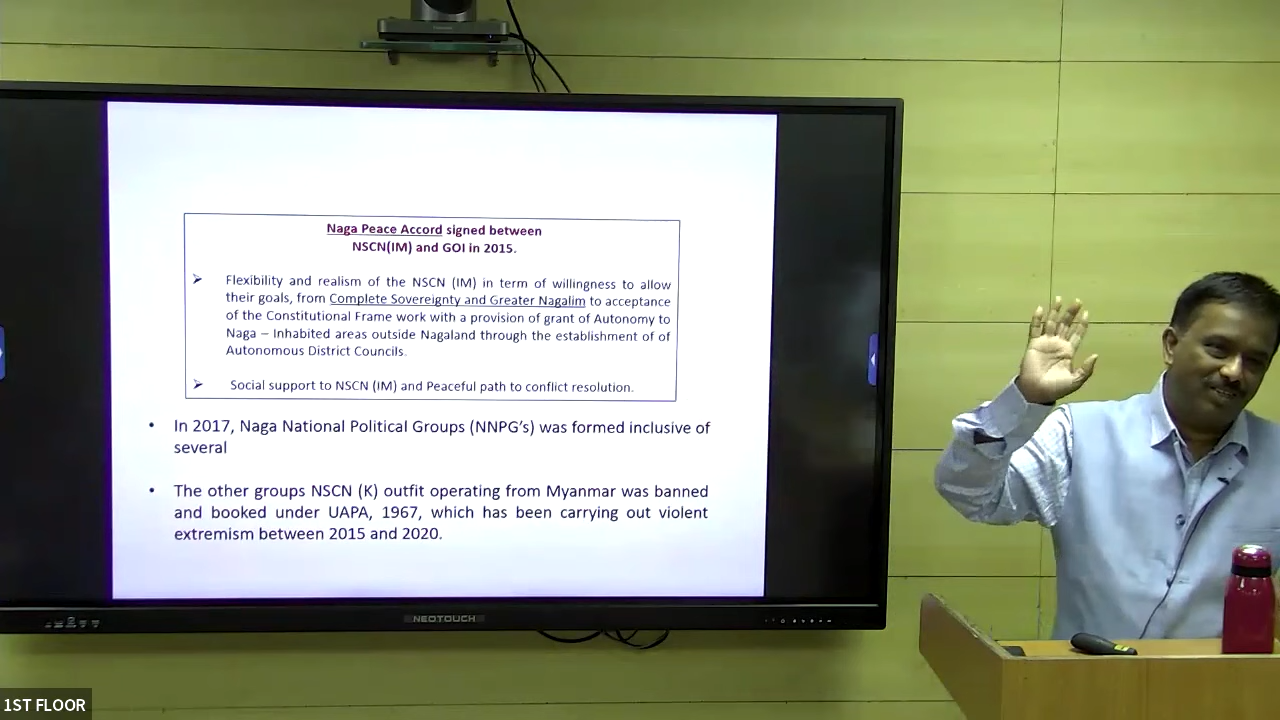 Naga Peace Accord signed between
NSCN(IM) and GOI in 2015.
➢ Flexibility and realism of the NSCN (IM) in term of willingness to allow
their goals, from Complete Sovereignty and Greater Nagalim to acceptance
of the Constitutional Frame work with a provision of grant of Autonomy to
Naga – Inhabited areas outside Nagaland through the establishment of of
Autonomous District Councils.
➢ Social support to NSCN (IM) and Peaceful path to conflict resolution.
• In 2017, Naga National Political Groups (NNPG's) was formed inclusive of
several
• The other groups NSCN (K) outfit operating from Myanmar was banned
and booked under UAPA, 1967, which has been carrying out violent
extremism between 2015 and 2020.
NEOTOUCH
1ST FLOOR